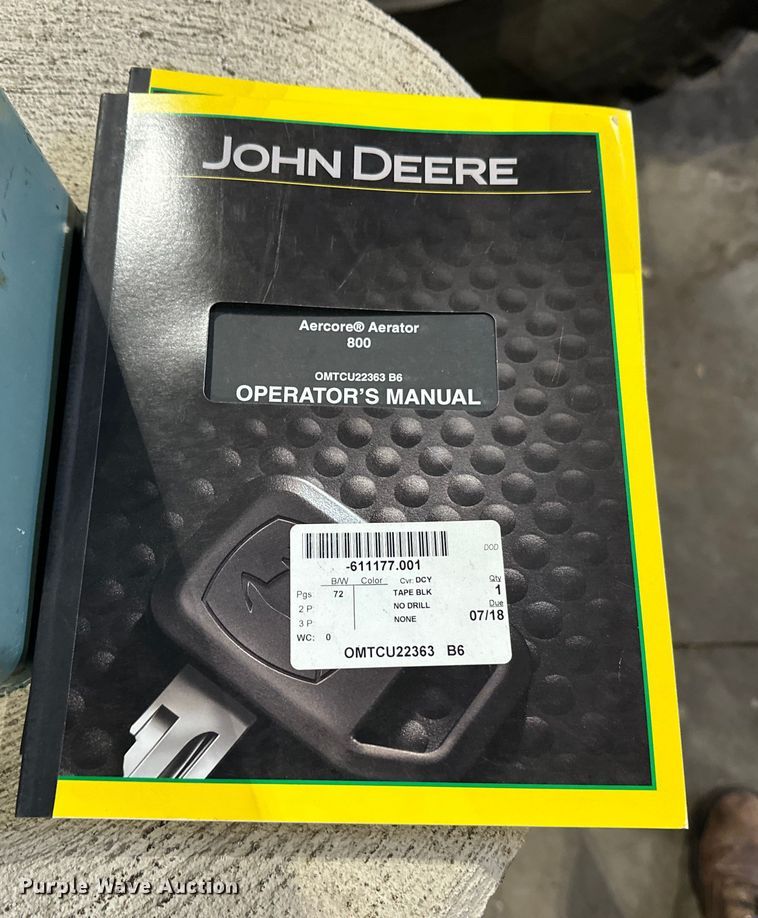 JOHN DEERE
Aercore® Aerator
800
OMTCU22363 B6
OPERATOR'S MANUAL
DOD
-611177.001
B/W Color Cvr: DCY Qty
Pgs 72 TAPE BLK 1
2 P NO DRILL Due
3 P NONE 07/18
WC: 0
OMTCU22363 B6
Purple Wave Auction